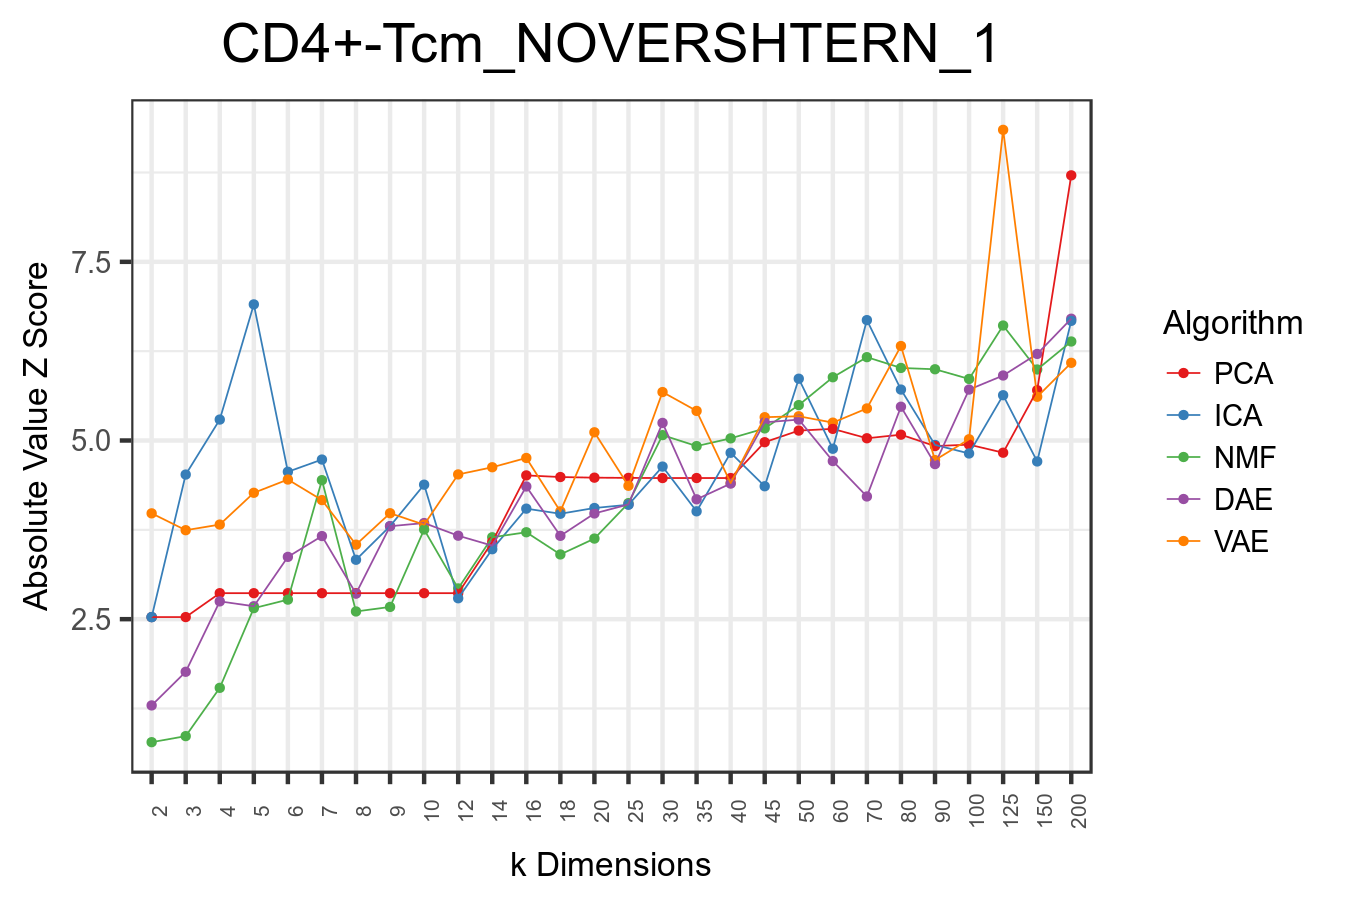 CD4+-Tcm_NOVERSHTERN_1
Absolute Value Z Score
7.5
5.0
2.5
2 3 4 5 6 7 8 9 10 12 14 16 18 20 25 30 35 40 45 50 60 70 80 90 100 125 150 200
k Dimensions
Algorithm
PCA
ICA
NMF
DAE
VAE